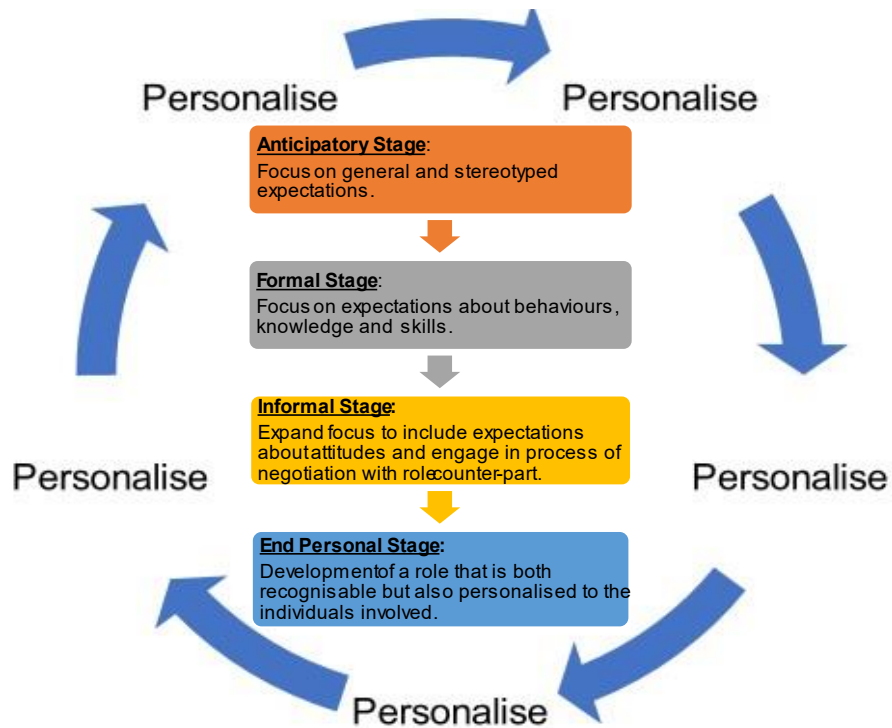 Personalise
Personalise
Anticipatory Stage:
Focus on general and stereotyped
expectations.
Formal Stage:
Focus on expectations about behaviours,
knowledge and skills.
Informal Stage:
Expand focus to include expectations
about attitudes and engage in process of
negotiation with role counter-part.
Personalise
Personalise
End Personal Stage:
Development of a role that is both
recognisable but also personalised to the
individuals involved.
Personalise